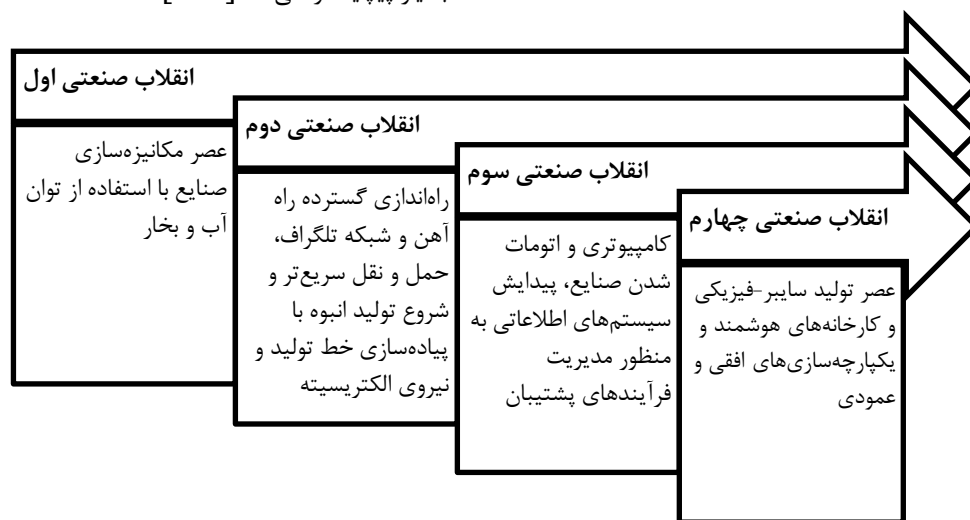 انقلاب صنعتی اول
عصر مکانیزه‌سازی
صنایع با استفاده از توان
آب و بخار
انقلاب صنعتی دوم
راه‌اندازی گسترده راه
آهن و شبکه تلگراف،
حمل و نقل سریع‌تر و
شروع تولید انبوه با
پیاده‌سازی خط تولید و
نیروی الکتریسیته
انقلاب صنعتی سوم
کامپیوتری و اتومات
شدن صنایع، پیدایش
سیستم‌های اطلاعاتی به
منظور مدیریت
فرآیندهای پشتیبان
انقلاب صنعتی چهارم
عصر تولید سایبر-فیزیکی
و کارخانه‌های هوشمند و
یکپارچه‌سازی‌های افقی و
عمودی